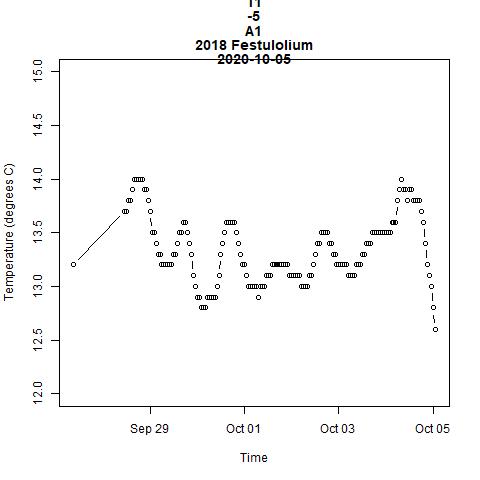 -5
A1
2018 Festulolium
2020-10-05
Temperature (degrees C)
15.0
14.5
14.0
13.5
13.0
12.5
12.0
Sep 29
Oct 01
Oct 03
Oct 05
Time